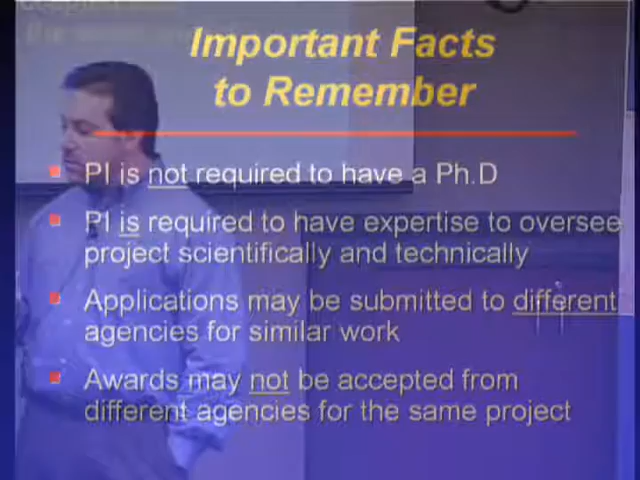 Important Facts
to Remember
PI is not required to have a Ph.D
PI is required to have expertise to oversee
project scientifically and technically
Applications may be submitted to different
agencies for similar work
Awards may not be accepted from
different agencies for the same project